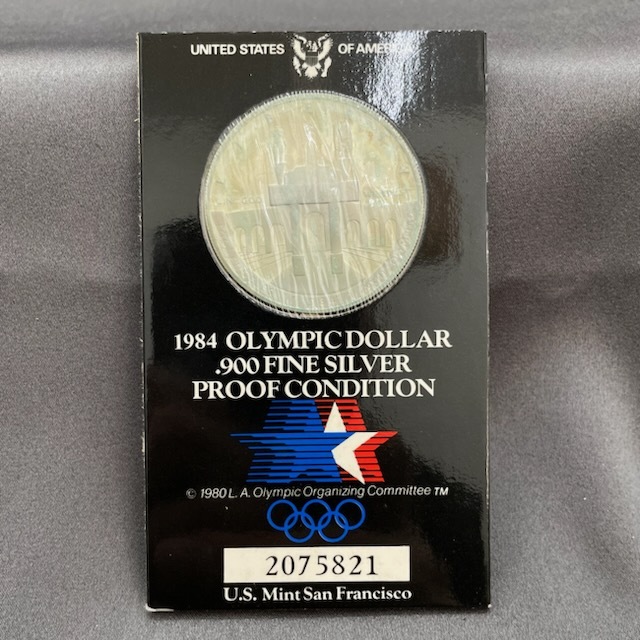 UNITED STATES OF AMERICA
1984 OLYMPIC DOLLAR
.900 FINE SILVER
PROOF CONDITION
© 1980 L.A. Olympic Organizing Committee TM
2075821
U.S. Mint San Francisco